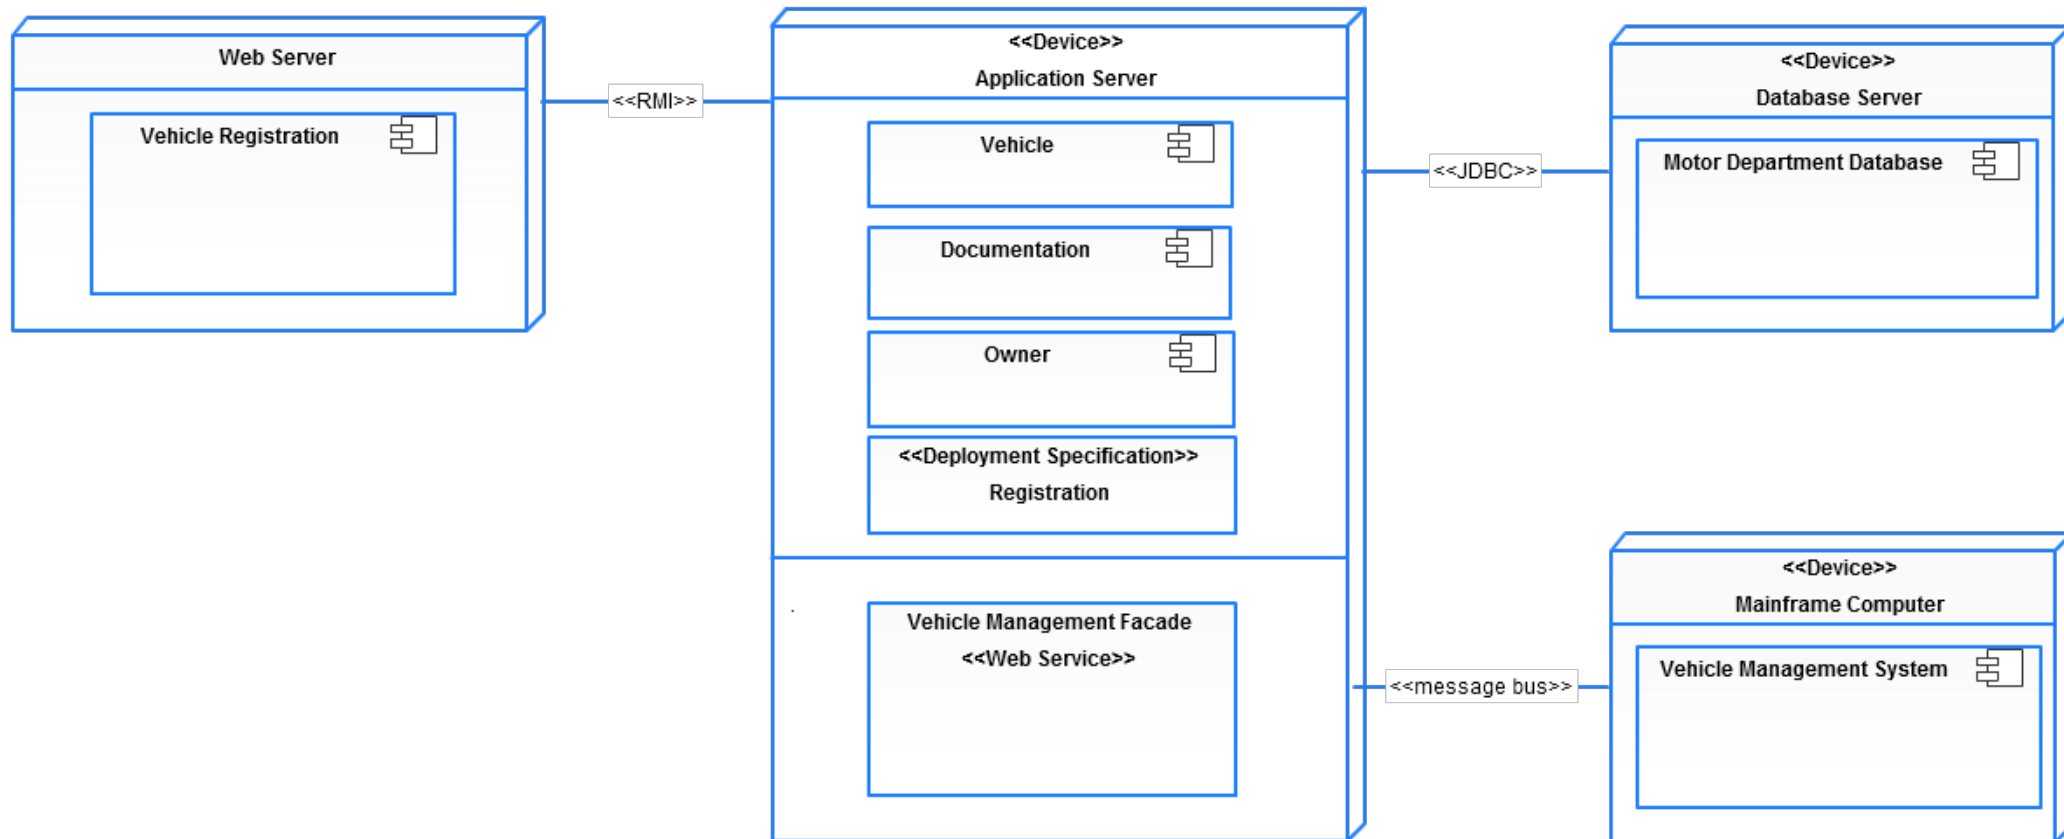 Web Server
Vehicle Registration
<<RMI>>
<<Device>>
Application Server
Vehicle
Documentation
Owner
<<Deployment Specification>>
Registration
Vehicle Management Facade
<<Web Service>>
<<JDBC>>
<<Device>>
Database Server
Motor Department Database
<<message bus>>
<<Device>>
Mainframe Computer
Vehicle Management System